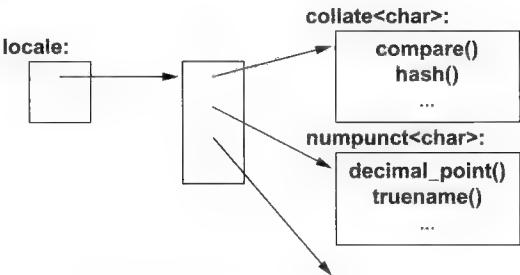 collate<char>:
locale:
compare()
hash()
...
numpunct<char>:
decimal_point()
truename()
...